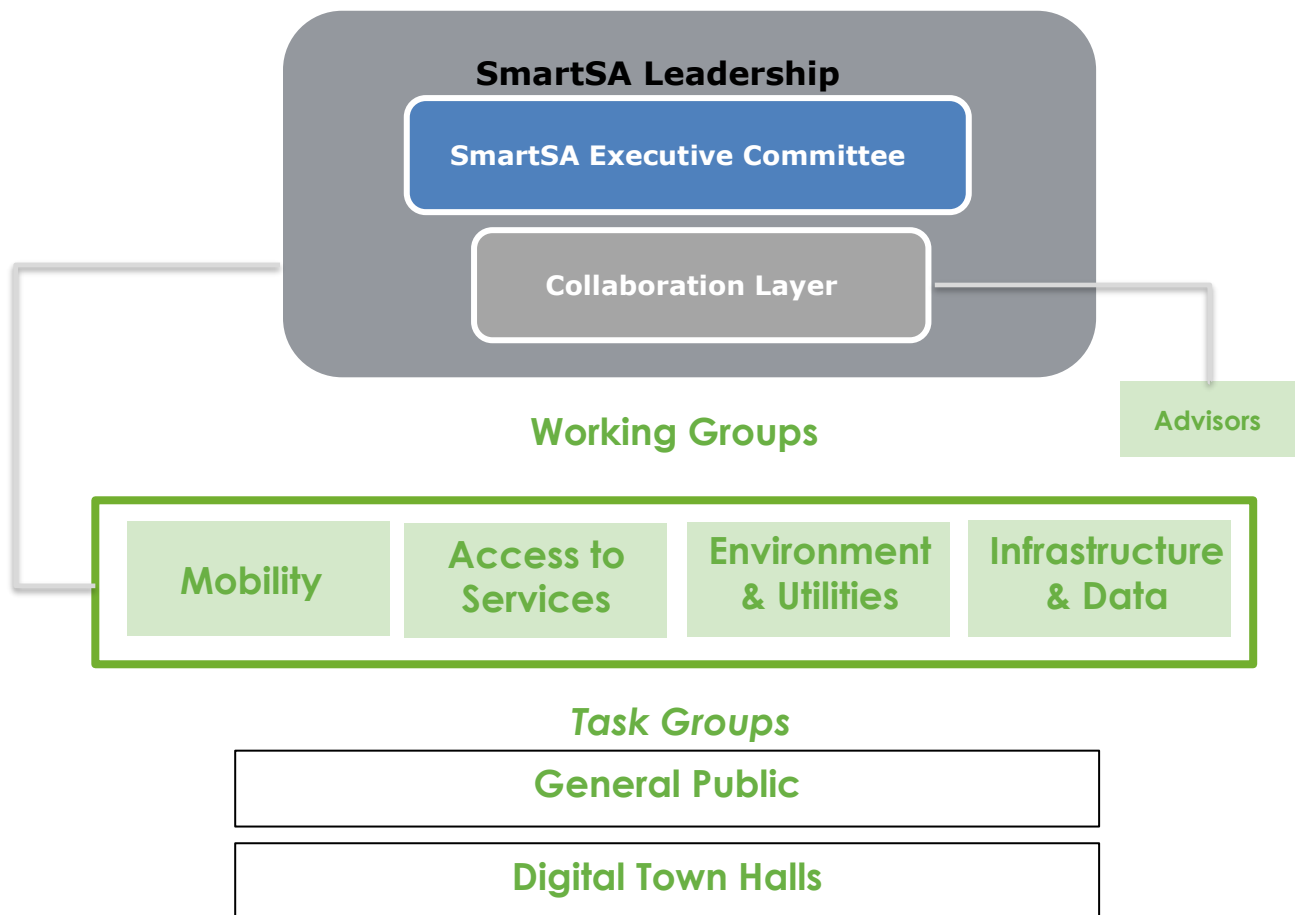 SmartSA Leadership
SmartSA Executive Committee
Collaboration Layer
Working Groups
Advisors
Mobility
Access to
Services
Environment
& Utilities
Infrastructure
& Data
Task Groups
General Public
Digital Town Halls